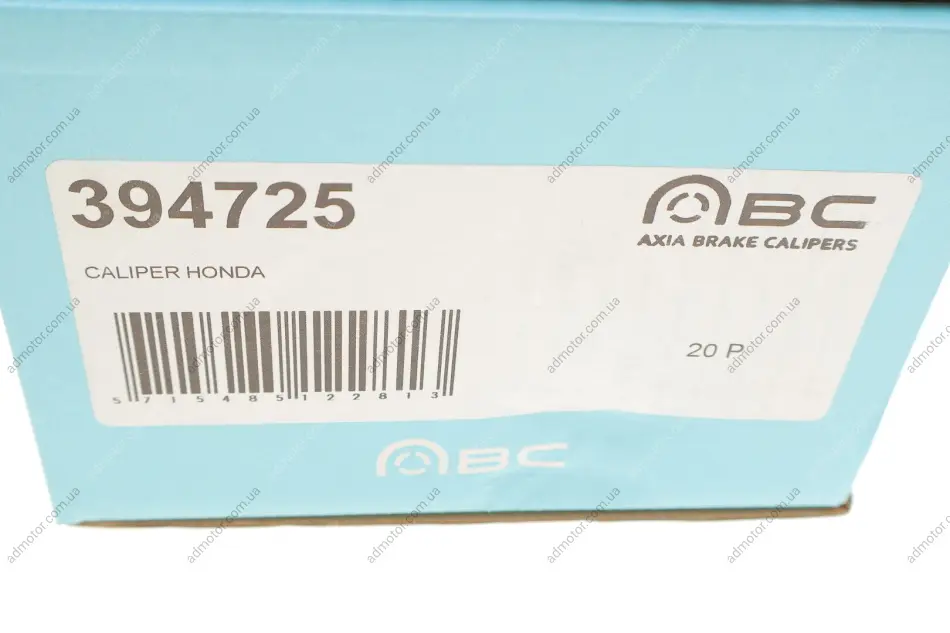 394725
ABC
AXIA BRAKE CALIPERS
CALIPER HONDA
20 P
5 715485 122813
ABC
admotor.com.ua